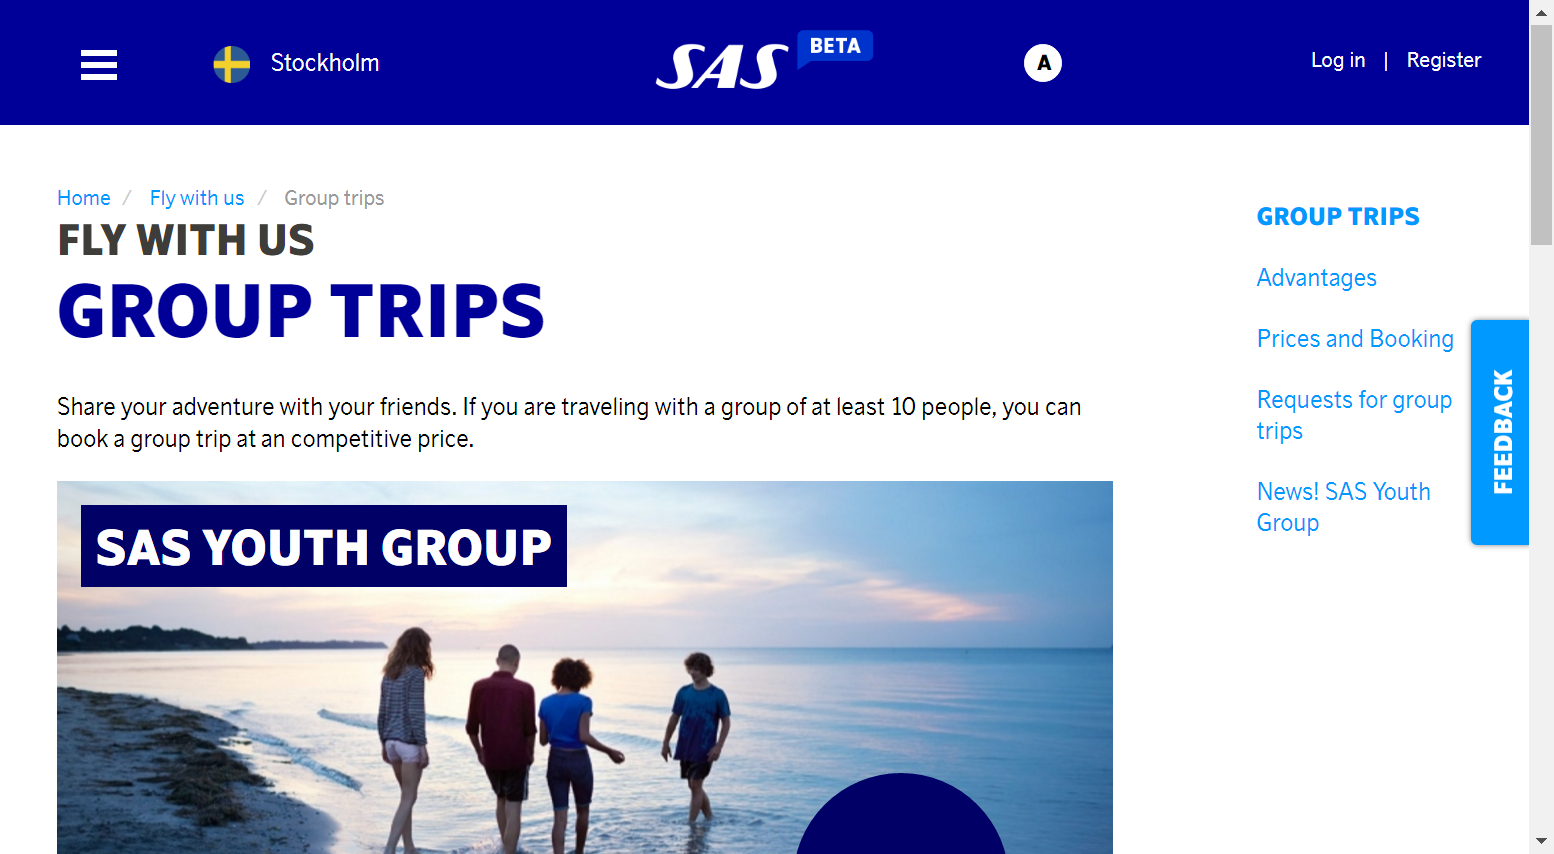 Stockholm
SAS
BETA
A
Log in | Register
Home / Fly with us / Group trips
FLY WITH US
GROUP TRIPS
Share your adventure with your friends. If you are traveling with a group of at least 10 people, you can
book a group trip at an competitive price.
SAS YOUTH GROUP
GROUP TRIPS
Advantages
Prices and Booking
Requests for group
trips
News! SAS Youth
Group
FEEDBACK